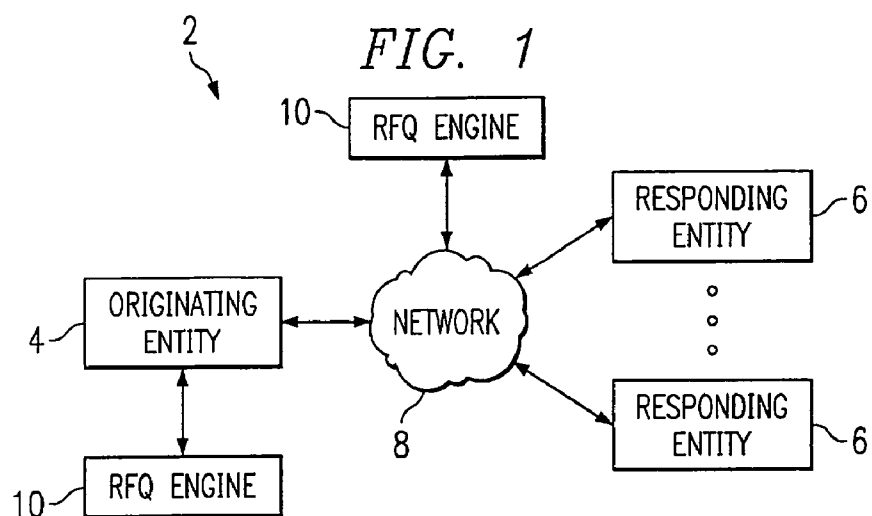 2
FIG. 1
10
RFQ ENGINE
RESPONDING
ENTITY
6
ORIGINATING
ENTITY
4
NETWORK
8
RESPONDING
ENTITY
6
10
RFQ ENGINE